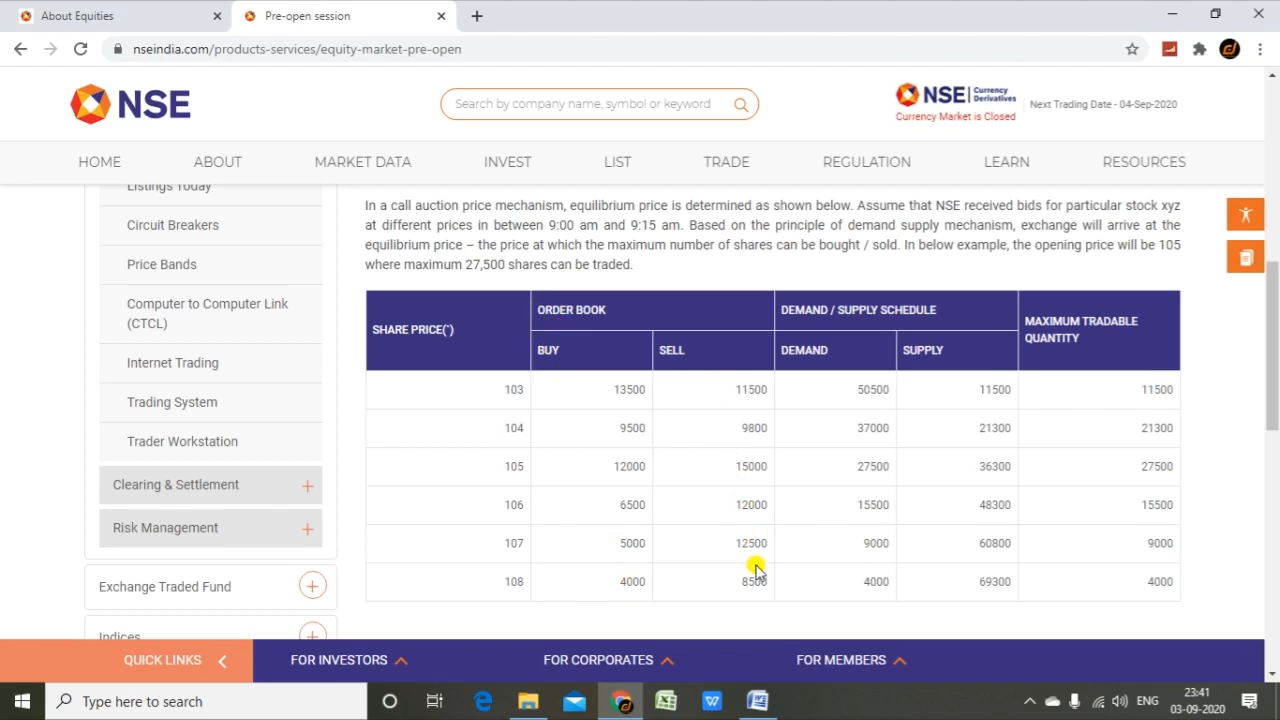 About Equities
Pre-open session
nseindia.com/products-services/equity-market-pre-open
NSE
Search by company name, symbol or keyword
NSE Currency Derivatives
Currency Market is Closed
Next Trading Date - 04-Sep-2020
HOME ABOUT MARKET DATA INVEST LIST TRADE REGULATION LEARN RESOURCES
Listings Today
Circuit Breakers
Price Bands
Computer to Computer Link
(CTCL)
Internet Trading
Trading System
Trader Workstation
Clearing & Settlement
Risk Management
Exchange Traded Fund
Indices
In a call auction price mechanism, equilibrium price is determined as shown below. Assume that NSE received bids for particular stock xyz
at different prices in between 9:00 am and 9:15 am. Based on the principle of demand supply mechanism, exchange will arrive at the
equilibrium price – the price at which the maximum number of shares can be bought / sold. In below example, the opening price will be 105
where maximum 27,500 shares can be traded.
SHARE PRICE(`) ORDER BOOK DEMAND / SUPPLY SCHEDULE MAXIMUM TRADABLE QUANTITY
BUY SELL DEMAND SUPPLY
103 13500 11500 50500 11500 11500
104 9500 9800 37000 21300 21300
105 12000 15000 27500 36300 27500
106 6500 12000 15500 48300 15500
107 5000 12500 9000 60800 9000
108 4000 8500 4000 69300 4000
QUICK LINKS FOR INVESTORS FOR CORPORATES FOR MEMBERS
Type here to search
ENG
23:41
03-09-2020